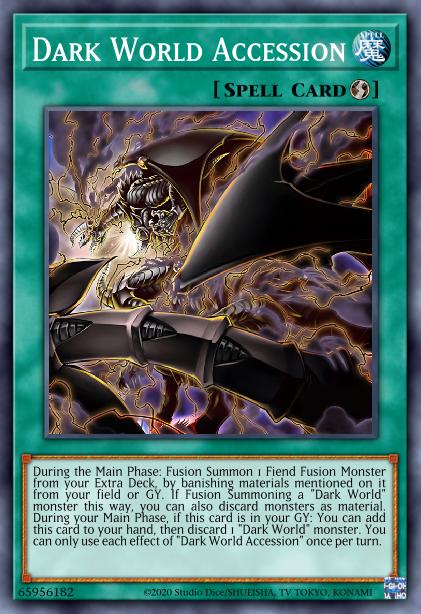 DARK WORLD ACCESSION
SPELL
魔
[SPELL CARD]
During the Main Phase: Fusion Summon 1 Fiend Fusion Monster
from your Extra Deck, by banishing materials mentioned on it
from your field or GY. If Fusion Summoning a "Dark World"
monster this way, you can also discard monsters as material.
During your Main Phase, if this card is in your GY: You can add
this card to your hand, then discard 1 "Dark World" monster. You
can only use each effect of "Dark World Accession" once per turn.
65956182
©2020 Studio Dice/SHUEISHA, TV TOKYO, KONAMI